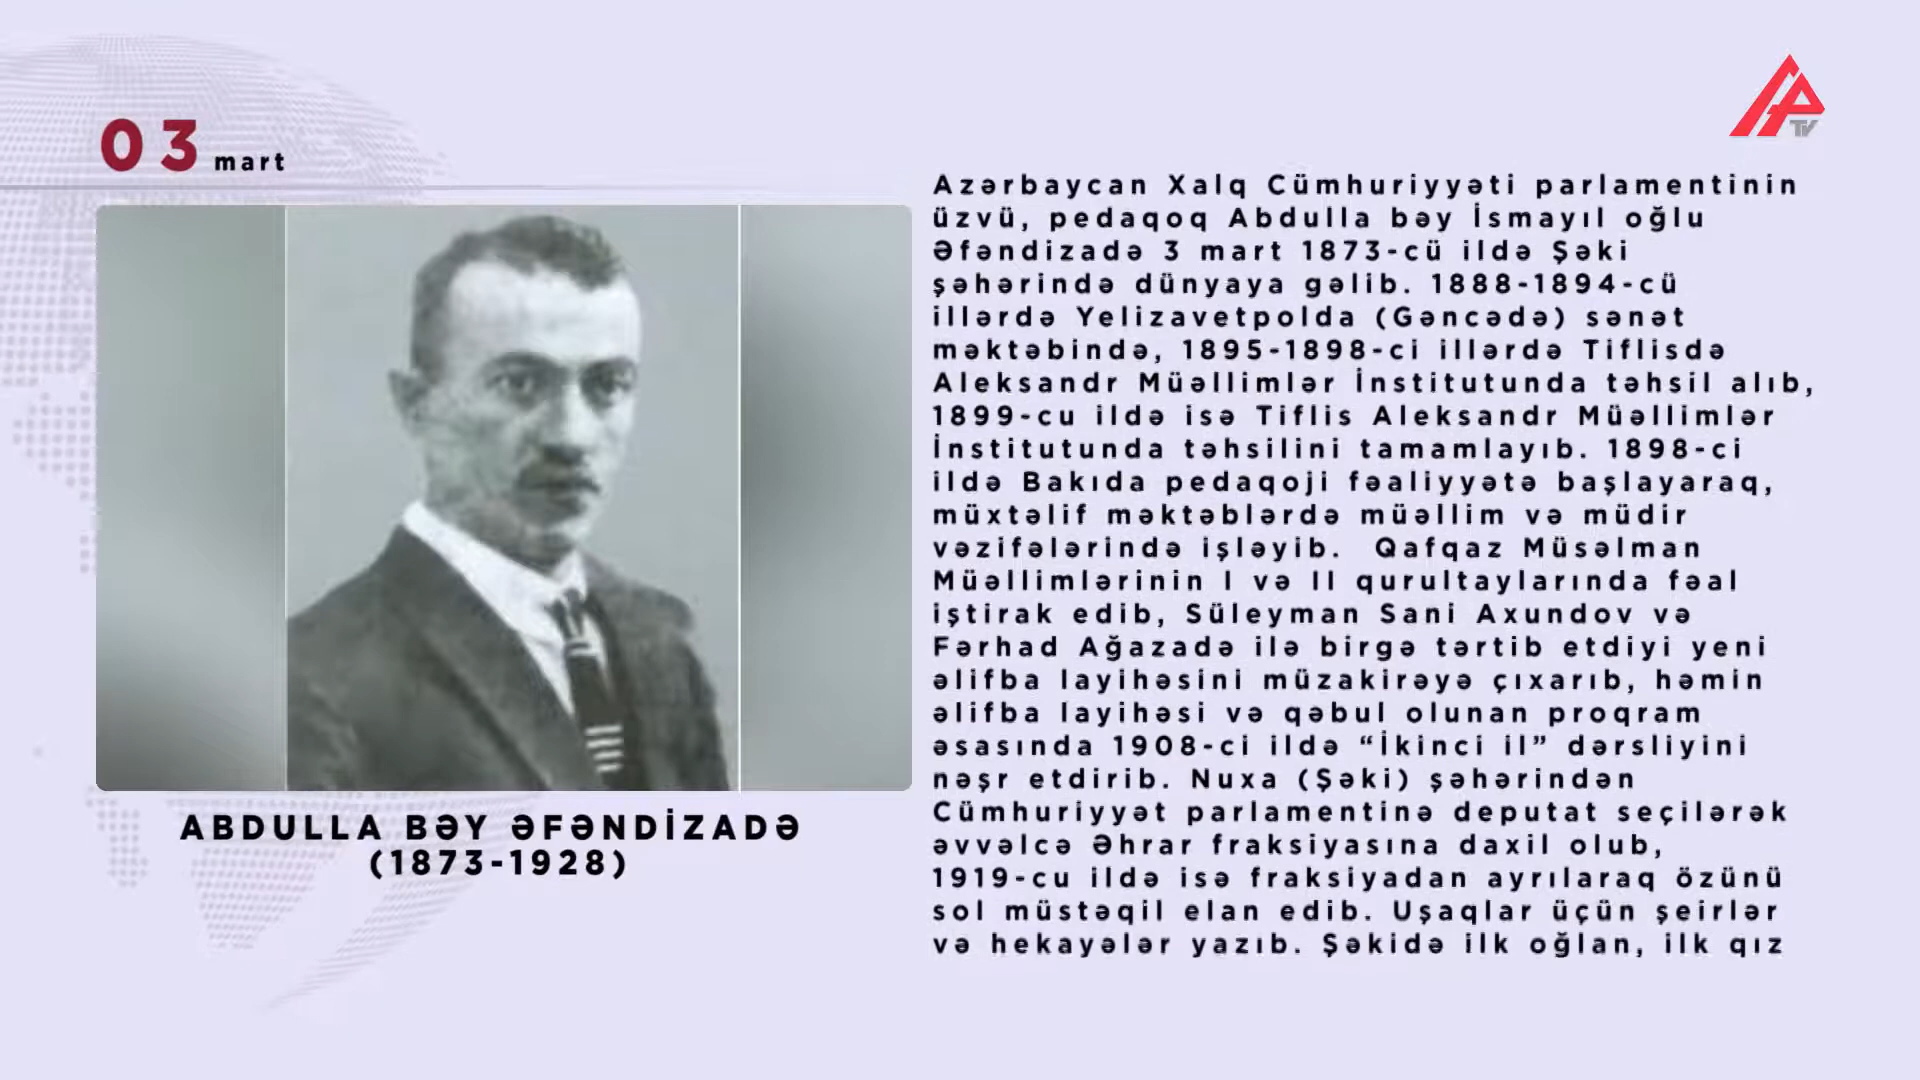 03 mart
TV
Azərbaycan Xalq Cümhuriyyəti parlamentinin
üzvü, pedaqoq Abdulla bəy İsmayıl oğlu
Əfəndizadə 3 mart 1873-cü ildə Şəki
şəhərində dünyaya gəlib. 1888-1894-cü
illərdə Yelizavetpolda (Gəncədə) sənət
məktəbində, 1895-1898-ci illərdə Tiflisdə
Aleksandr Müəllimlər İnstitutunda təhsil alıb,
1899-cu ildə isə Tiflis Aleksandr Müəllimlər
İnstitutunda təhsilini tamamlayıb. 1898-ci
ildə Bakıda pedaqoji fəaliyyətə başlayaraq,
müxtəlif məktəblərdə müəllim və müdir
vəzifələrində işləyib. Qafqaz Müsəlman
Müəllimlərinin I və II qurultaylarında fəal
iştirak edib, Süleyman Sani Axundov və
Fərhad Ağazadə ilə birgə tərtib etdiyi yeni
əlifba layihəsini müzakirəyə çıxarıb, həmin
əlifba layihəsi və qəbul olunan proqram
əsasında 1908-ci ildə “İkinci il” dərsliyini
nəşr etdirib. Nuxa (Şəki) şəhərindən
Cümhuriyyət parlamentinə deputat seçilərək
əvvəlcə Əhrar fraksiyasına daxil olub,
1919-cu ildə isə fraksiyadan ayrılaraq özünü
sol müstəqil elan edib. Uşaqlar üçün şeirlər
və hekayələr yazıb. Şəkidə ilk oğlan, ilk qız
ABDULLA BƏY ƏFƏNDİZADƏ
(1873-1928)